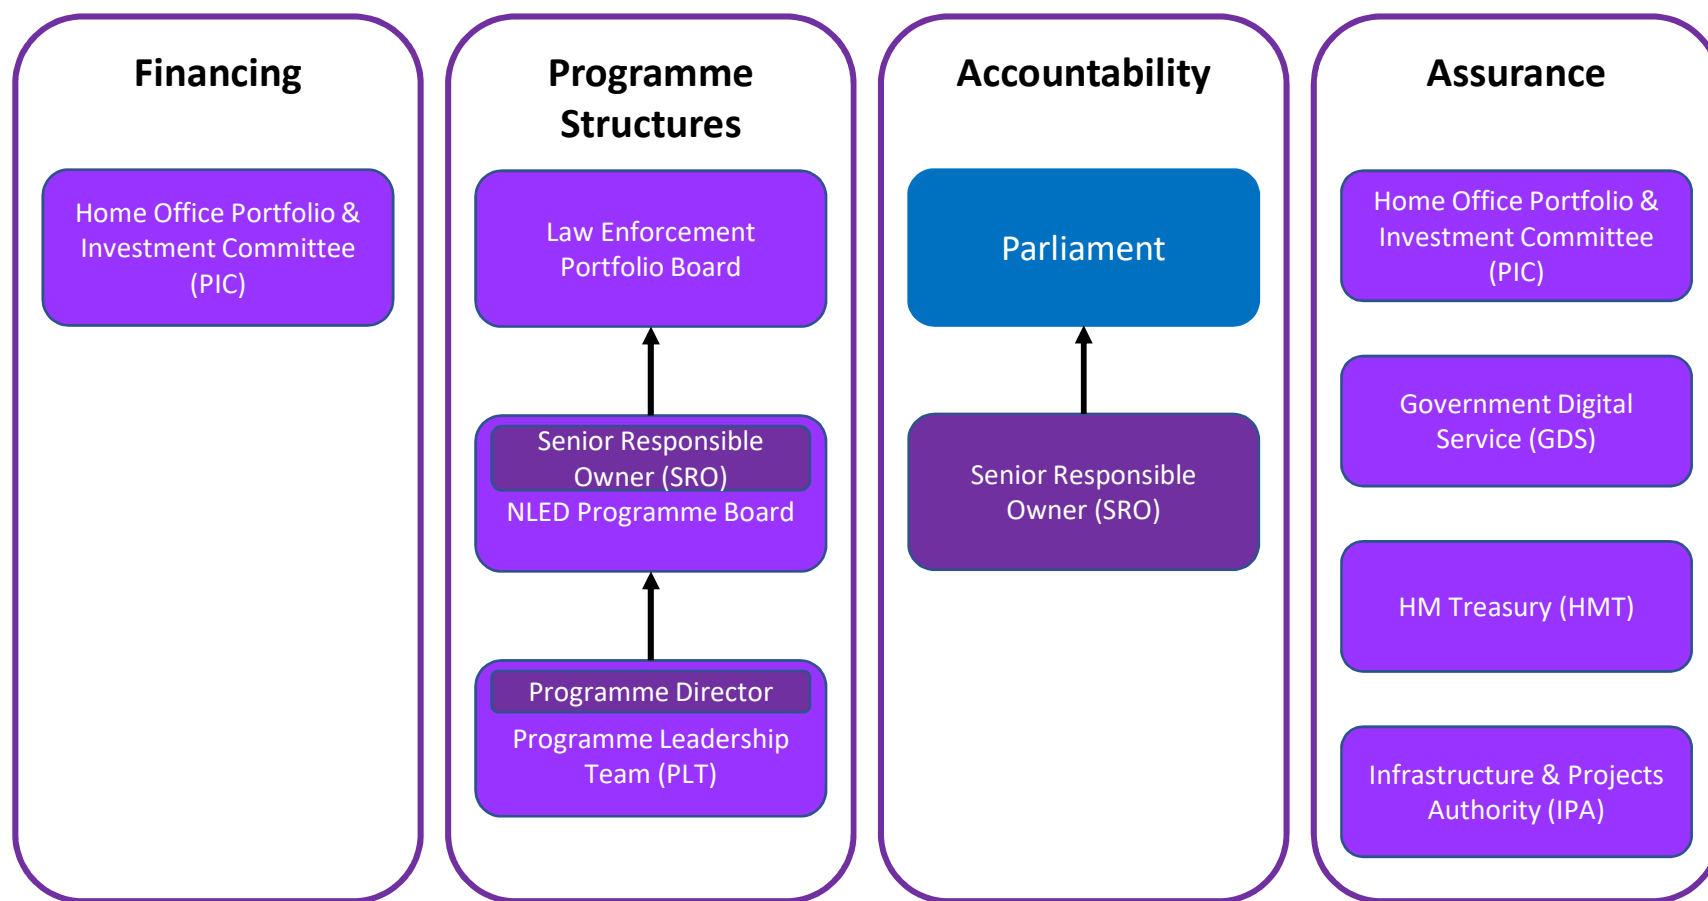 Financing
Home Office Portfolio &
Investment Committee
(PIC)
Programme
Structures
Law Enforcement
Portfolio Board
Senior Responsible
Owner (SRO)
NLED Programme Board
Programme Director
Programme Leadership
Team (PLT)
Accountability
Parliament
Senior Responsible
Owner (SRO)
Assurance
Home Office Portfolio &
Investment Committee
(PIC)
Government Digital
Service (GDS)
HM Treasury (HMT)
Infrastructure & Projects
Authority (IPA)